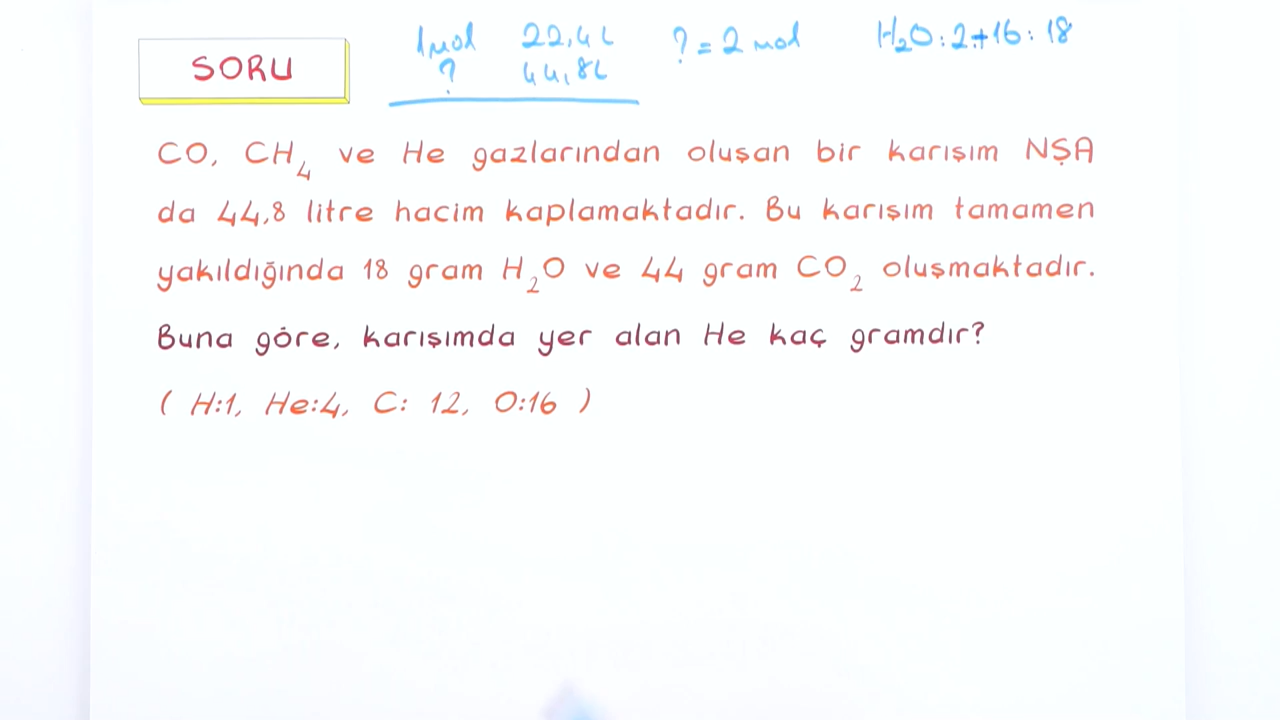 1mol 22,4L ?=2 mol H₂O:2+16:18
? 44,8L
SORU
CO, CH₄ ve He gazlarından oluşan bir karışım NŞA
da 44,8 litre hacim kaplamaktadır. Bu karışım tamamen
yakıldığında 18 gram H₂O ve 44 gram CO₂ oluşmaktadır.
Buna göre, karışımda yer alan He kaç gramdır?
( H:1, He:4, C: 12, O:16 )